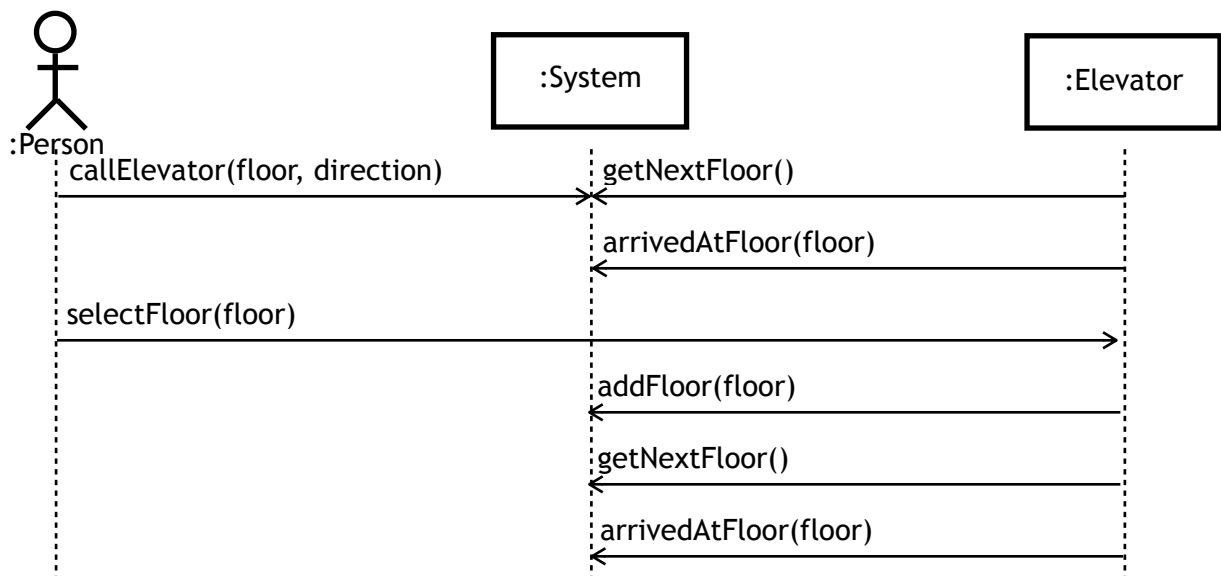 :System
:Elevator
:Person
callElevator(floor, direction)
getNextFloor()
arrivedAtFloor(floor)
selectFloor(floor)
addFloor(floor)
getNextFloor()
arrivedAtFloor(floor)